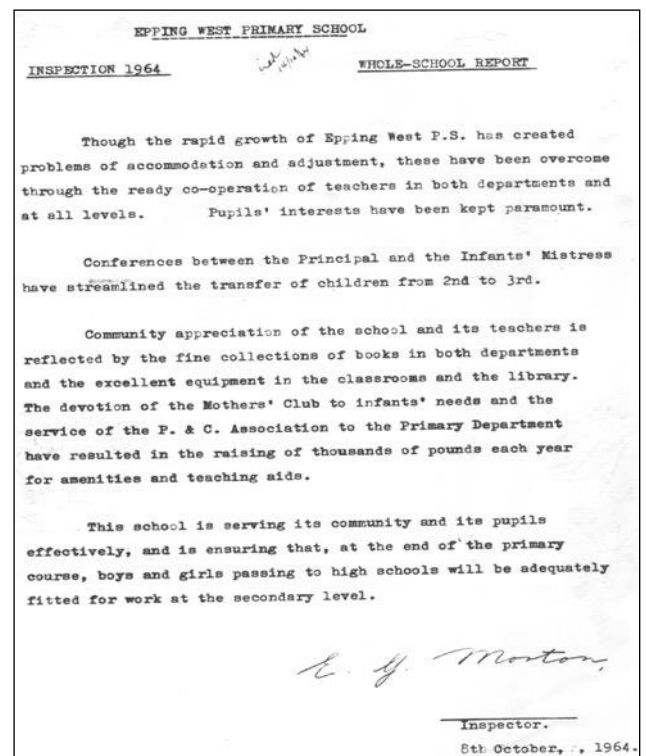 EPPING WEST PRIMARY SCHOOL
INSPECTION 1964
WHOLE-SCHOOL REPORT
Though the rapid growth of Epping West P.S. has created
problems of accommodation and adjustment, these have been overcome
through the ready co-operation of teachers in both departments and
at all levels. Pupils' interests have been kept paramount.
Conferences between the Principal and the Infants' Mistress
have streamlined the transfer of children from 2nd to 3rd.
Community appreciation of the school and its teachers is
reflected by the fine collections of books in both departments
and the excellent equipment in the classrooms and the library.
The devotion of the Mothers' Club to infants' needs and the
service of the P. & C. Association to the Primary Department
have resulted in the raising of thousands of pounds each year
for amenities and teaching aids.
This school is serving its community and its pupils
effectively, and is ensuring that, at the end of the primary
course, boys and girls passing to high schools will be adequately
fitted for work at the secondary level.
E. G. Morton,
Inspector.
8th October, 1964.